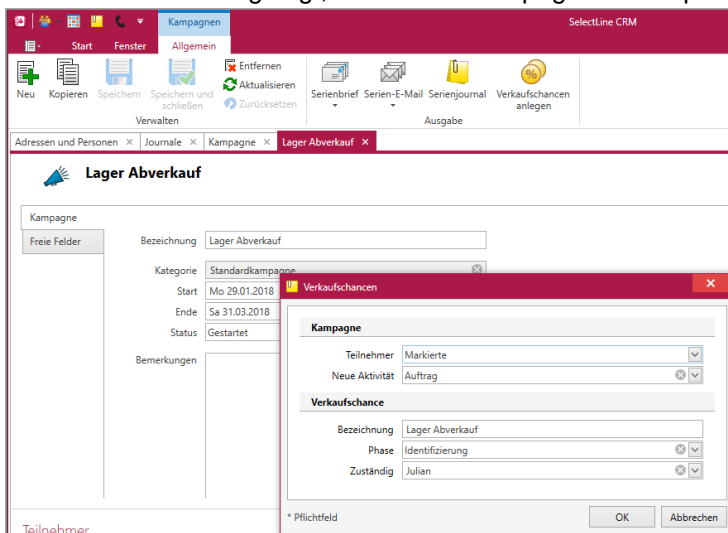 Kampagnen
SelectLine CRM
Start Fenster Allgemein
Neu Kopieren Speichern Speichern und schließen
Entfernen
Aktualisieren
Zurücksetzen
Serienbrief Serien-E-Mail Serienjournal Verkaufschancen anlegen
Verwalten Ausgabe
Adressen und Personen × Journale × Kampagne × Lager Abverkauf ×
Lager Abverkauf
Kampagne
Freie Felder
Bezeichnung Lager Abverkauf
Kategorie Standardkampagne
Start Mo 29.01.2018
Ende Sa 31.03.2018
Status Gestartet
Bemerkungen
Verkaufschancen
Kampagne
Teilnehmer Markierte
Neue Aktivität Auftrag
Verkaufschance
Bezeichnung Lager Abverkauf
Phase Identifizierung
Zuständig Julian
* Pflichtfeld OK Abbrechen
Teilnehmer